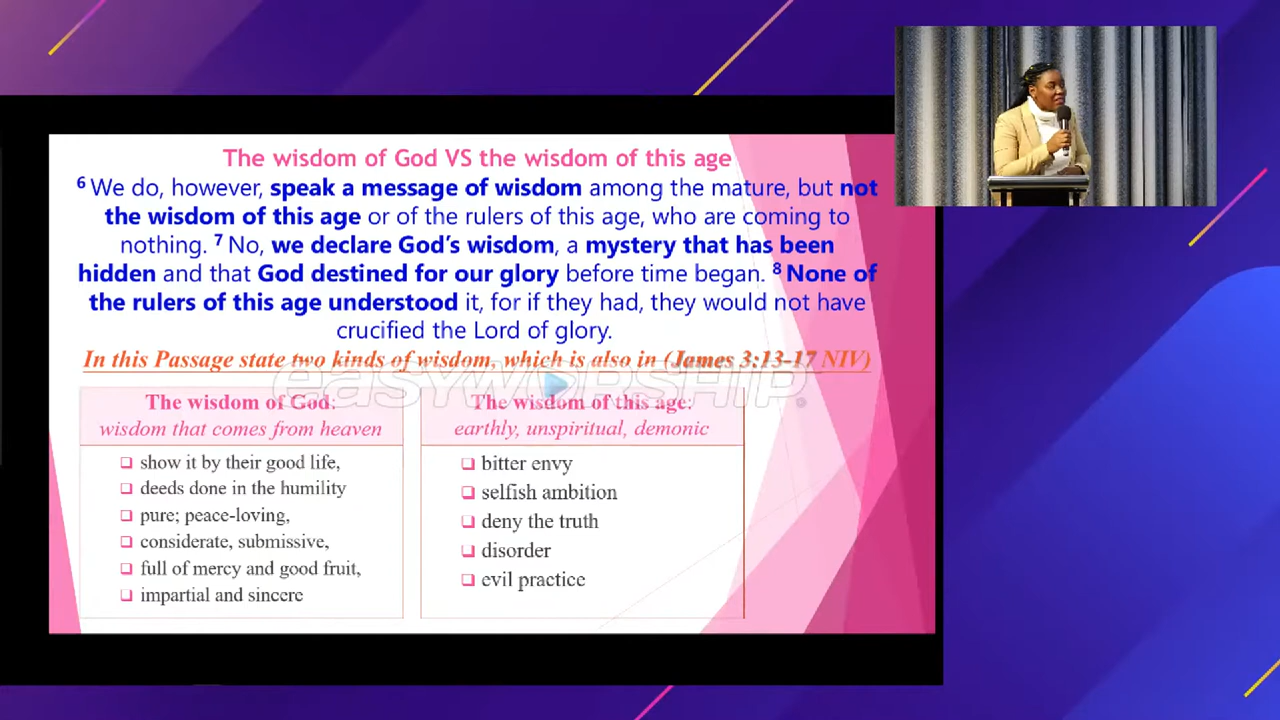 The wisdom of God VS the wisdom of this age
6 We do, however, speak a message of wisdom among the mature, but not
the wisdom of this age or of the rulers of this age, who are coming to
nothing. 7 No, we declare God's wisdom, a mystery that has been
hidden and that God destined for our glory before time began. 8 None of
the rulers of this age understood it, for if they had, they would not have
crucified the Lord of glory.
In this Passage state two kinds of wisdom, which is also in (James 3:13-17 NIV)
easyworship
The wisdom of God:
wisdom that comes from heaven
show it by their good life,
deeds done in the humility
pure; peace-loving,
considerate, submissive,
full of mercy and good fruit,
impartial and sincere
The wisdom of this age:
earthly, unspiritual, demonic
bitter envy
selfish ambition
deny the truth
disorder
evil practice